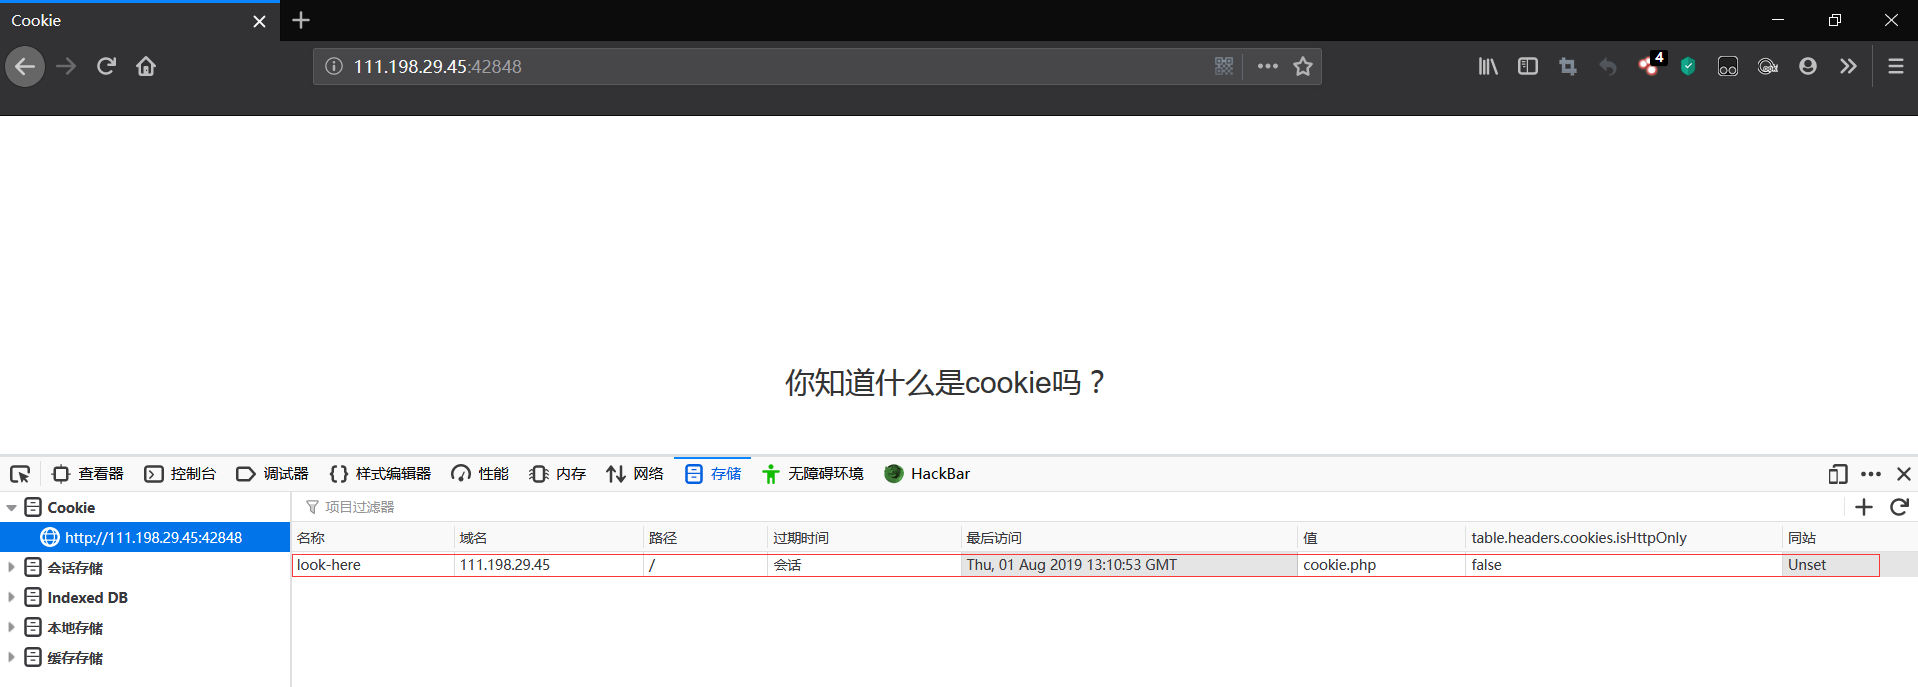 Cookie
111.198.29.45:42848
4
你知道什么是cookie吗？
查看器 控制台 调试器 样式编辑器 性能 内存 网络 存储 无障碍环境 HackBar
Cookie
项目过滤器
http://111.198.29.45:42848
名称 域名 路径 过期时间 最后访问 值 table.headers.cookies.isHttpOnly 同站
look-here 111.198.29.45 / 会话 Thu, 01 Aug 2019 13:10:53 GMT cookie.php false Unset
会话存储
Indexed DB
本地存储
缓存存储